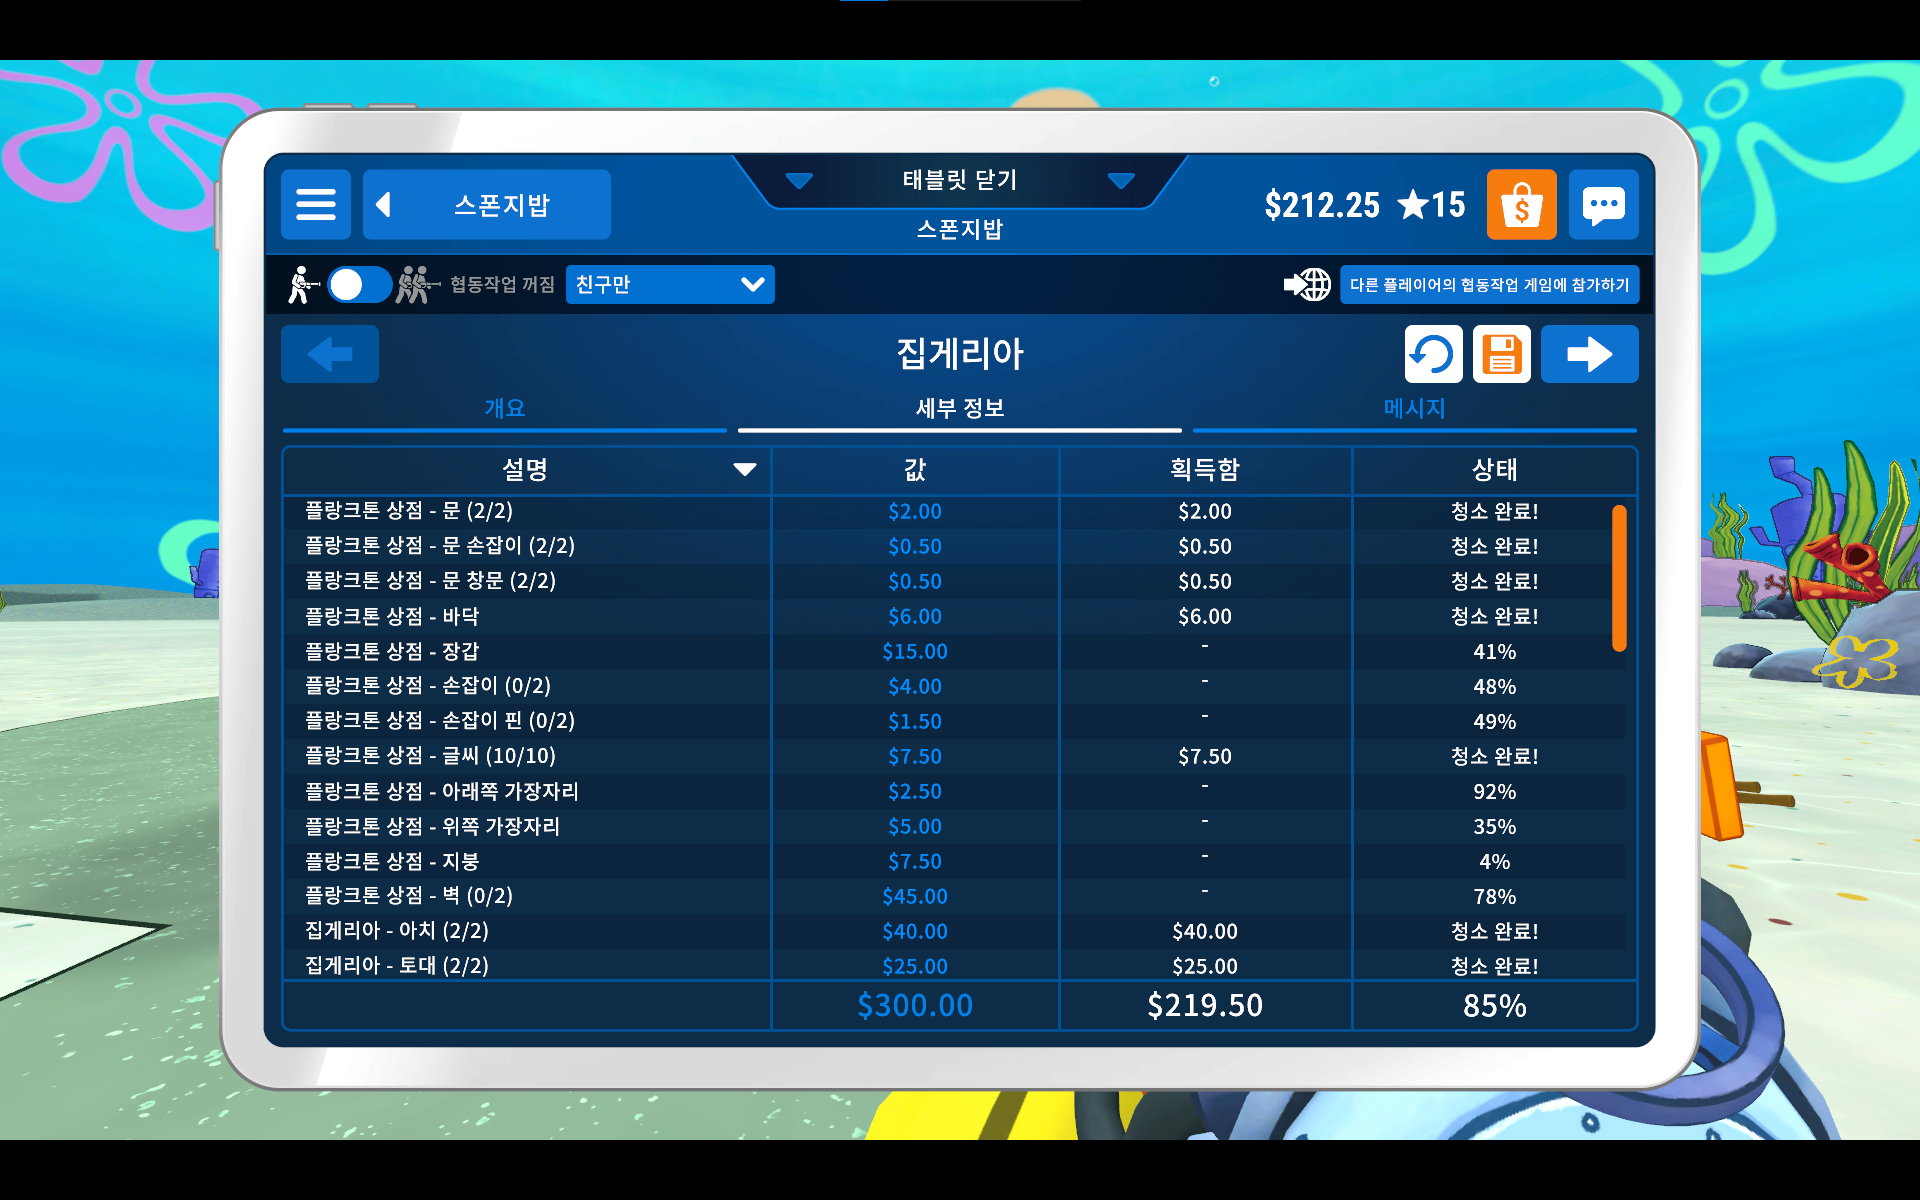 태블릿 닫기
스폰지밥
스폰지밥
$212.25 ★15
협동작업 꺼짐
친구만
다른 플레이어의 협동작업 게임에 참가하기
집게리아
개요
세부 정보
메시지
설명 값 획득함 상태
플랑크톤 상점 - 문 (2/2) $2.00 $2.00 청소 완료!
플랑크톤 상점 - 문 손잡이 (2/2) $0.50 $0.50 청소 완료!
플랑크톤 상점 - 문 창문 (2/2) $0.50 $0.50 청소 완료!
플랑크톤 상점 - 바닥 $6.00 $6.00 청소 완료!
플랑크톤 상점 - 장갑 $15.00 - 41%
플랑크톤 상점 - 손잡이 (0/2) $4.00 - 48%
플랑크톤 상점 - 손잡이 핀 (0/2) $1.50 - 49%
플랑크톤 상점 - 글씨 (10/10) $7.50 $7.50 청소 완료!
플랑크톤 상점 - 아래쪽 가장자리 $2.50 - 92%
플랑크톤 상점 - 위쪽 가장자리 $5.00 - 35%
플랑크톤 상점 - 지붕 $7.50 - 4%
플랑크톤 상점 - 벽 (0/2) $45.00 - 78%
집게리아 - 아치 (2/2) $40.00 $40.00 청소 완료!
집게리아 - 토대 (2/2) $25.00 $25.00 청소 완료!
$300.00 $219.50 85%